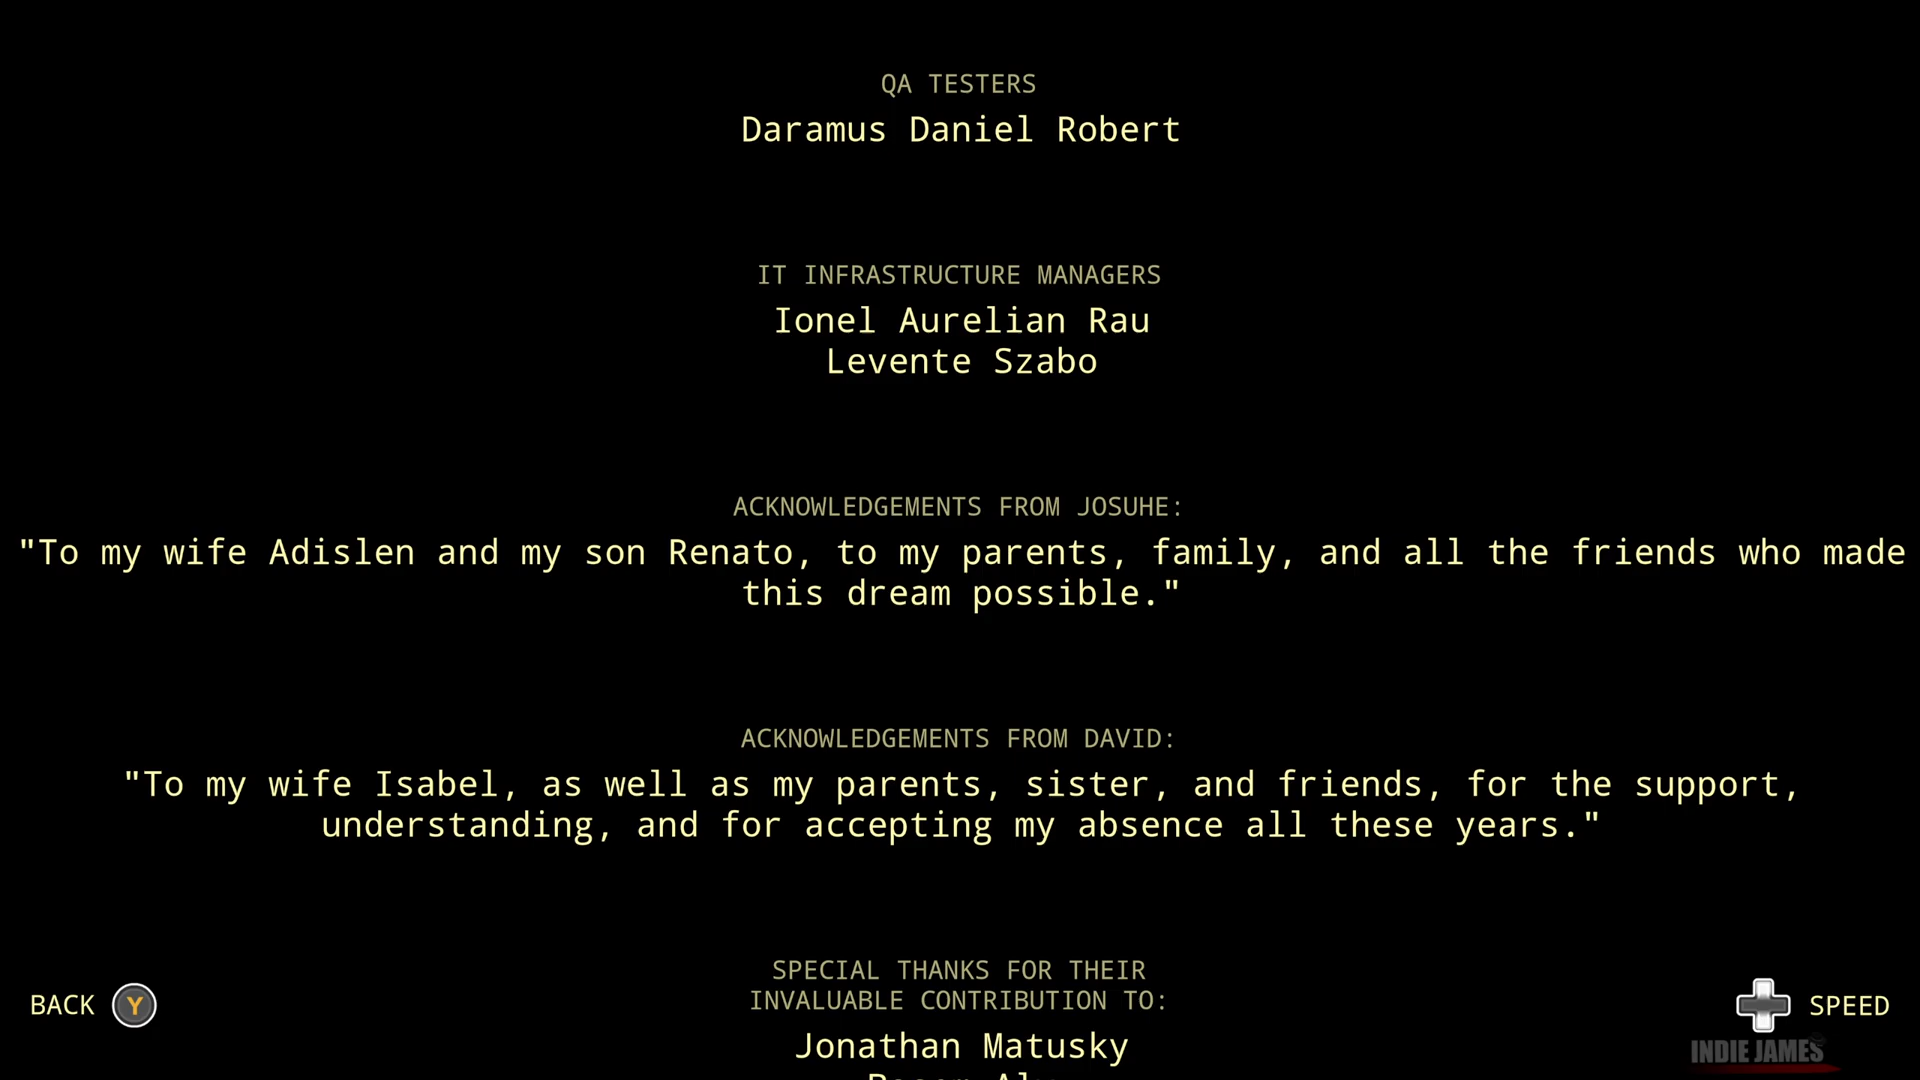 QA TESTERS
Daramus Daniel Robert
IT INFRASTRUCTURE MANAGERS
Ionel Aurelian Rau
Levente Szabo
ACKNOWLEDGEMENTS FROM JOSUHE:
"To my wife Adislen and my son Renato, to my parents, family, and all the friends who made
this dream possible."
ACKNOWLEDGEMENTS FROM DAVID:
"To my wife Isabel, as well as my parents, sister, and friends, for the support,
understanding, and for accepting my absence all these years."
SPECIAL THANKS FOR THEIR
INVALUABLE CONTRIBUTION TO:
Jonathan Matusky
BACK Y
SPEED
INDIE JAMES